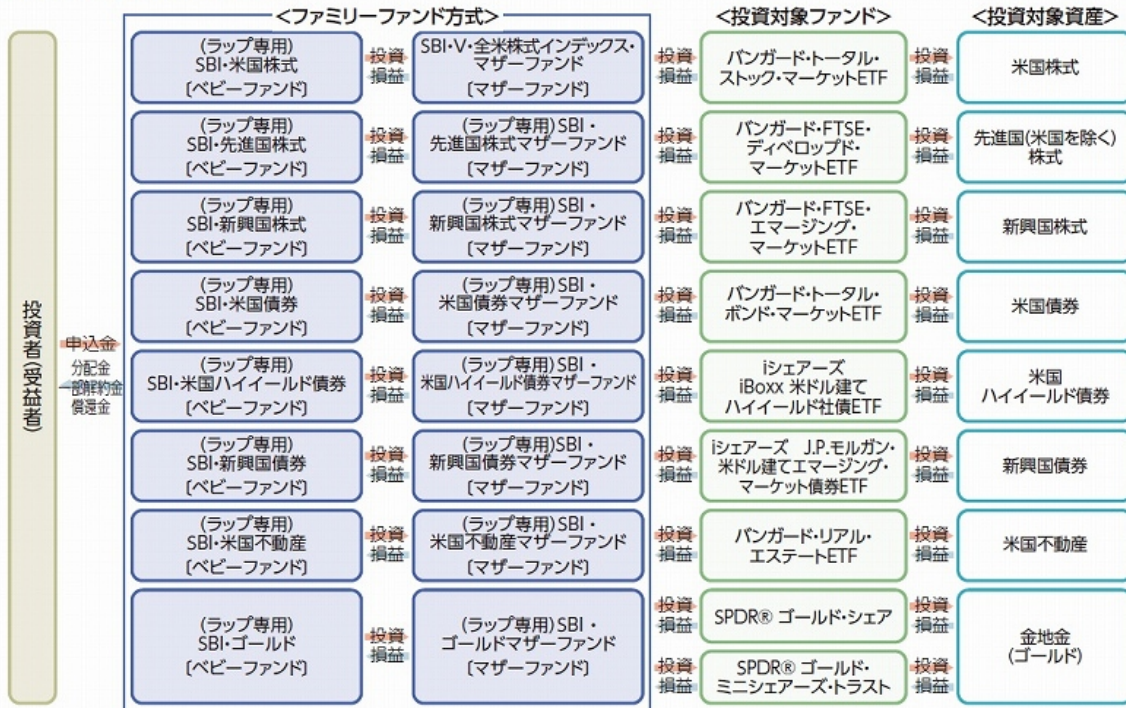 <ファミリーファンド方式>
<投資対象ファンド>
<投資対象資産>
投資者(受益者)
申込金
分配金
一部解約金
償還金
(ラップ専用)
SBI・米国株式
[ベビーファンド]
投資
損益
SBI・V・全米株式インデックス・
マザーファンド
[マザーファンド]
投資
損益
バンガード・トータル・
ストック・マーケットETF
投資
損益
米国株式
(ラップ専用)
SBI・先進国株式
[ベビーファンド]
投資
損益
(ラップ専用)SBI・
先進国株式マザーファンド
[マザーファンド]
投資
損益
バンガード・FTSE・
ディベロップド・
マーケットETF
投資
損益
先進国(米国を除く)
株式
(ラップ専用)
SBI・新興国株式
[ベビーファンド]
投資
損益
(ラップ専用)SBI・
新興国株式マザーファンド
[マザーファンド]
投資
損益
バンガード・FTSE・
エマージング・
マーケットETF
投資
損益
新興国株式
(ラップ専用)
SBI・米国債券
[ベビーファンド]
投資
損益
(ラップ専用)SBI・
米国債券マザーファンド
[マザーファンド]
投資
損益
バンガード・トータル・
ボンド・マーケットETF
投資
損益
米国債券
(ラップ専用)
SBI・米国ハイイールド債券
[ベビーファンド]
投資
損益
(ラップ専用)SBI・
米国ハイイールド債券マザーファンド
[マザーファンド]
投資
損益
iシェアーズ
iBoxx 米ドル建て
ハイイールド社債ETF
投資
損益
米国
ハイイールド債券
(ラップ専用)
SBI・新興国債券
[ベビーファンド]
投資
損益
(ラップ専用)SBI・
新興国債券マザーファンド
[マザーファンド]
投資
損益
iシェアーズ J.P.モルガン・
米ドル建てエマージング・
マーケット債券ETF
投資
損益
新興国債券
(ラップ専用)
SBI・米国不動産
[ベビーファンド]
投資
損益
(ラップ専用)SBI・
米国不動産マザーファンド
[マザーファンド]
投資
損益
バンガード・リアル・
エステートETF
投資
損益
米国不動産
(ラップ専用)
SBI・ゴールド
[ベビーファンド]
投資
損益
(ラップ専用)SBI・
ゴールドマザーファンド
[マザーファンド]
投資
損益
SPDR® ゴールド・シェア
投資
損益
投資
損益
SPDR® ゴールド・
ミニシェアーズ・トラスト
投資
損益
金地金
(ゴールド)